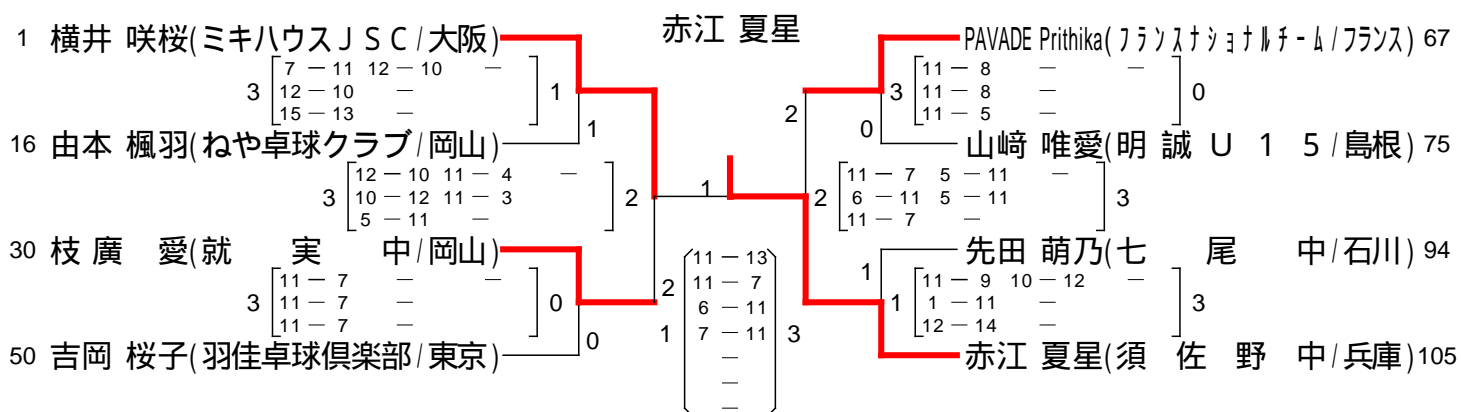 赤江 夏星
1 横井 咲桜(ミキハウスＪＳＣ/大阪)
7 － 11 12 － 10 －
3 12 － 10 － 1
15 － 13 －
1
16 由本 楓羽(ねや卓球クラブ/岡山)
12 － 10 11 － 4 －
3 10 － 12 11 － 3 2
5 － 11 －
30 枝廣 愛(就 実 中/岡山)
11 － 7 － －
3 11 － 7 － 0
11 － 7 －
0
50 吉岡 桜子(羽佳卓球倶楽部/東京)
2
1
11 － 13
11 － 7
6 － 11
1 7 － 11 3
－
－
－
PAVADE Prithika(フランスナショナルチーム/フランス) 67
11 － 8 － －
3 11 － 8 － 0
11 － 5 －
2
0
山﨑 唯愛(明 誠 Ｕ １ ５/島根) 75
11 － 7 5 － 11 －
2 6 － 11 5 － 11 3
11 － 7 －
先田 萌乃(七 尾 中/石川) 94
1
11 － 9 10 － 12 －
1 1 － 11 － 3
12 － 14 －
赤江 夏星(須 佐 野 中/兵庫) 105